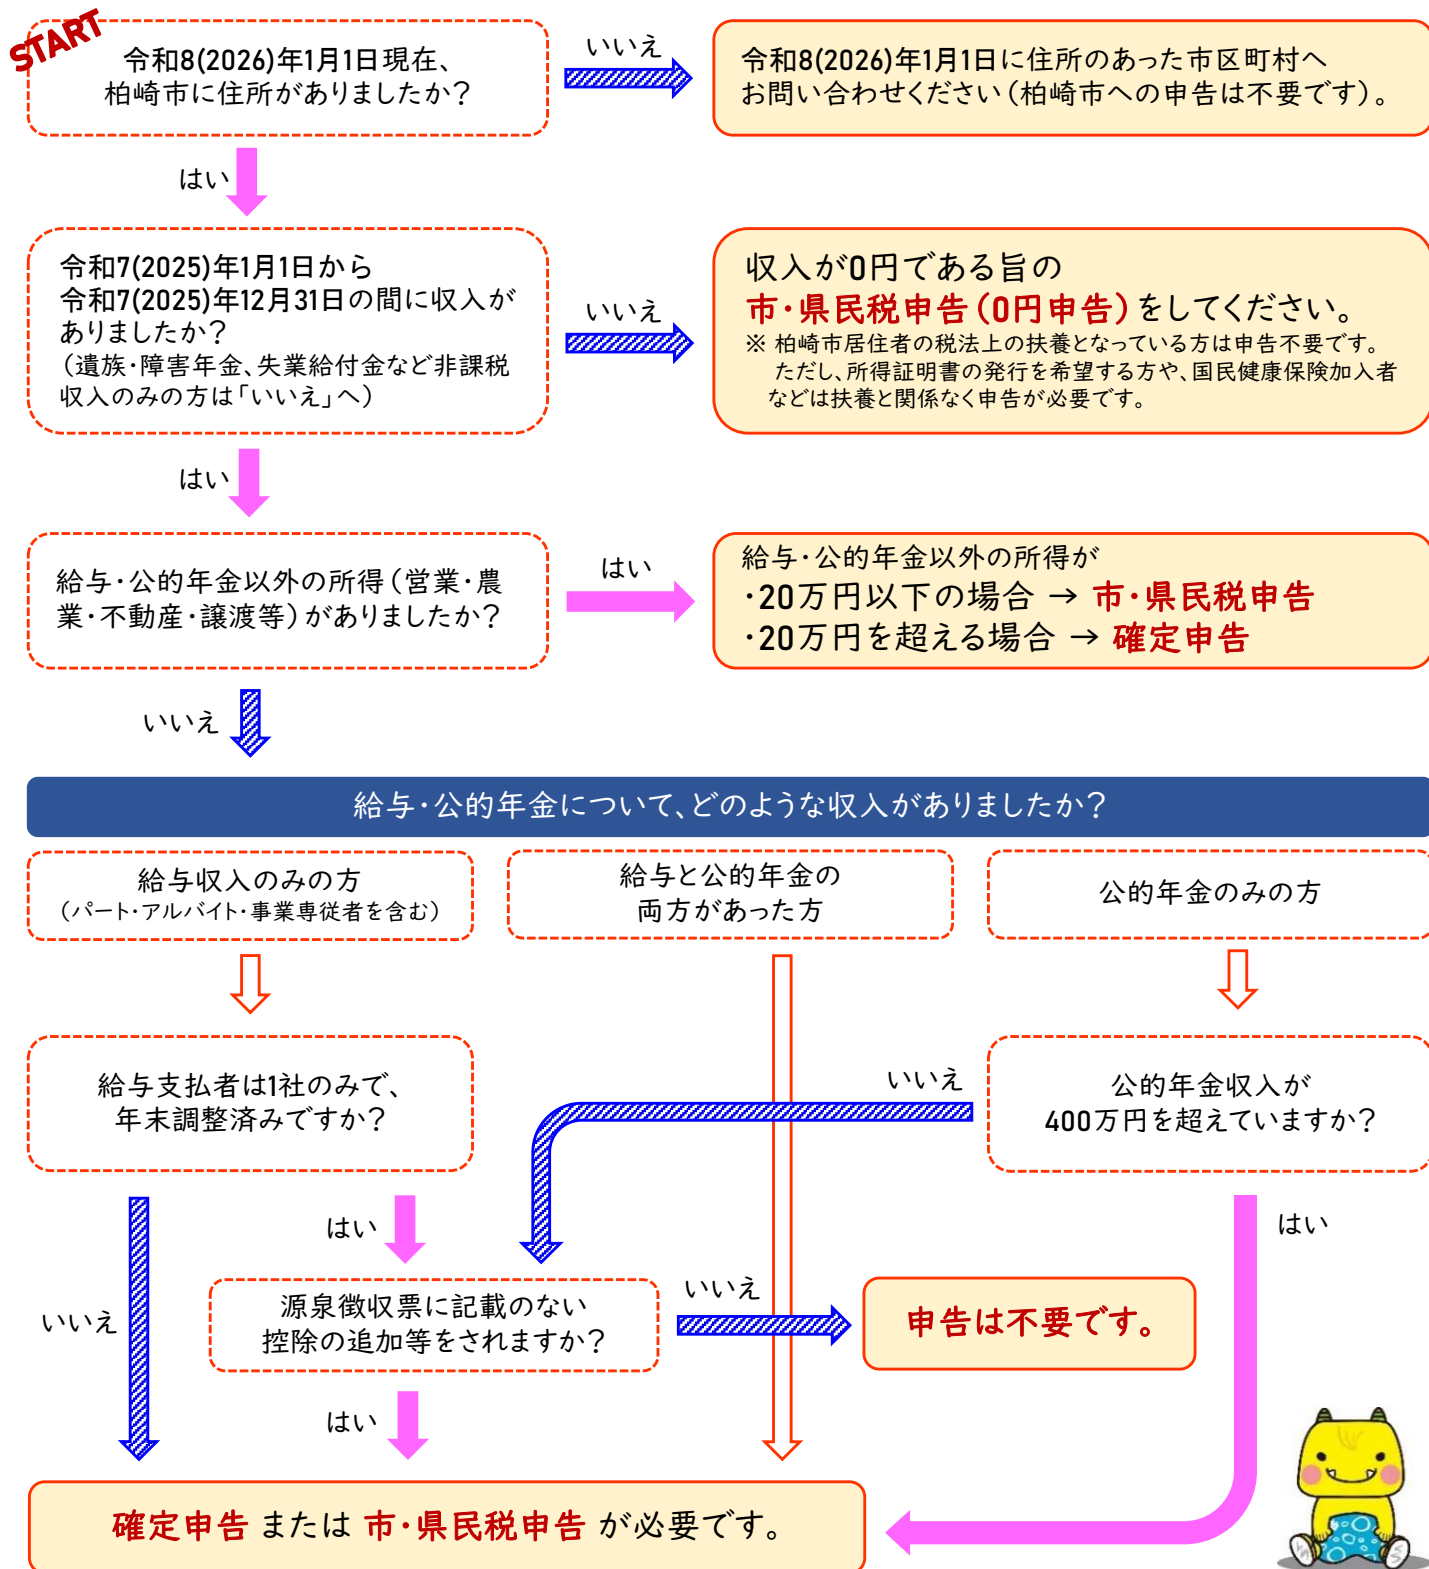 START
令和8(2026)年1月1日現在、
柏崎市に住所がありましたか？
いいえ
令和8(2026)年1月1日に住所のあった市区町村へ
お問い合わせください（柏崎市への申告は不要です）。
はい
令和7(2025)年1月1日から
令和7(2025)年12月31日の間に収入が
ありましたか？
（遺族・障害年金、失業給付金など非課税
収入のみの方は「いいえ」へ）
いいえ
収入が0円である旨の
市・県民税申告（0円申告）をしてください。
※ 柏崎市居住者の税法上の扶養となっている方は申告不要です。
ただし、所得証明書の発行を希望する方や、国民健康保険加入者
などは扶養と関係なく申告が必要です。
はい
給与・公的年金以外の所得（営業・農
業・不動産・譲渡等）がありましたか？
はい
給与・公的年金以外の所得が
・20万円以下の場合 → 市・県民税申告
・20万円を超える場合 → 確定申告
いいえ
給与・公的年金について、どのような収入がありましたか？
給与収入のみの方
（パート・アルバイト・事業専従者を含む）
給与と公的年金の
両方があった方
公的年金のみの方
給与支払者は1社のみで、
年末調整済みですか？
いいえ
公的年金収入が
400万円を超えていますか？
はい
はい
いいえ
源泉徴収票に記載のない
控除の追加等をされますか？
いいえ
申告は不要です。
はい
確定申告 または 市・県民税申告 が必要です。